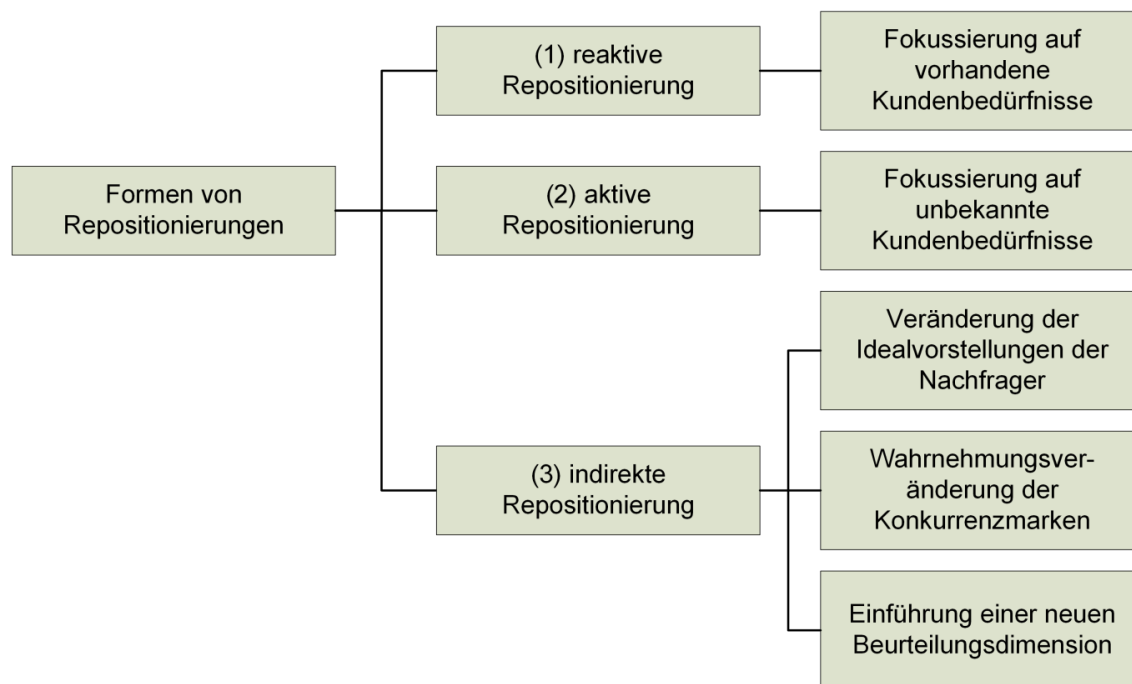 Formen von
Repositionierungen
(1) reaktive
Repositionierung
Fokussierung auf
vorhandene
Kundenbedürfnisse
(2) aktive
Repositionierung
Fokussierung auf
unbekannte
Kundenbedürfnisse
(3) indirekte
Repositionierung
Veränderung der
Idealvorstellungen der
Nachfrager
Wahrnehmungsver-
änderung der
Konkurrenzmarken
Einführung einer neuen
Beurteilungsdimension